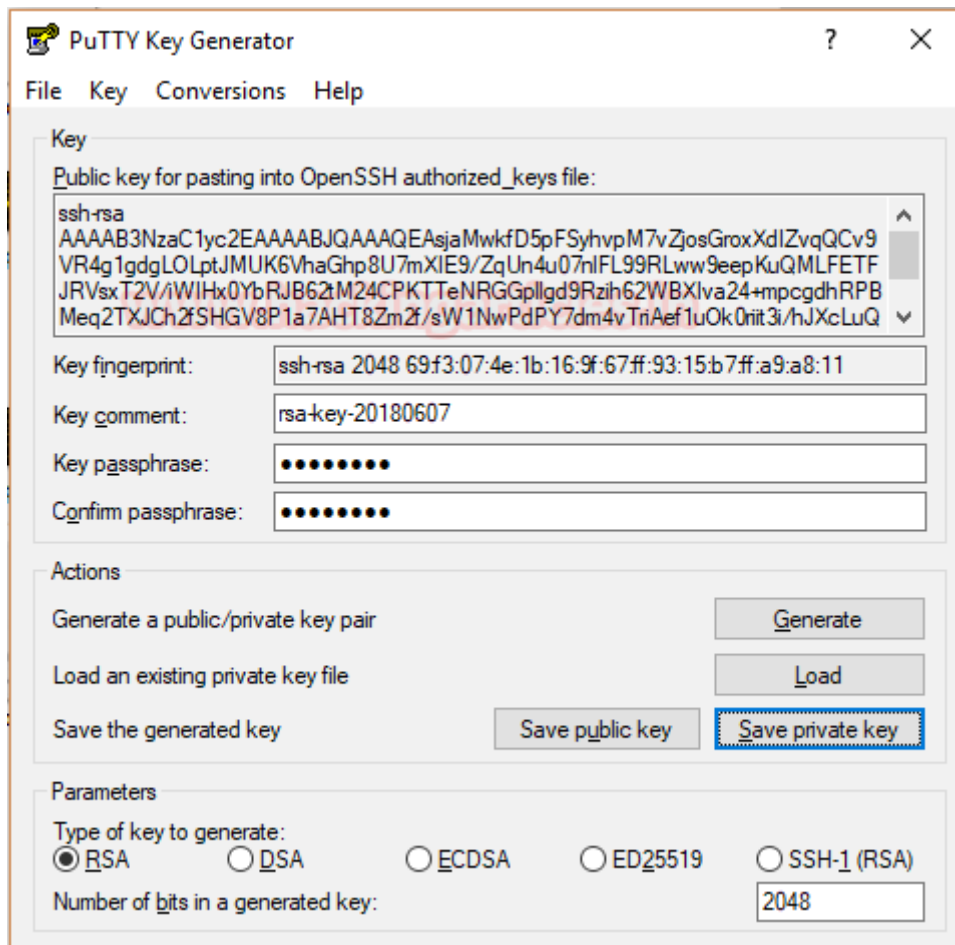 PuTTY Key Generator
?
File Key Conversions Help
Key
Public key for pasting into OpenSSH authorized_keys file:
ssh-rsa
AAAAB3NzaC1yc2EAAAABJQAAAQEAsjaMwkfD5pFSyhvpM7vZjosGroxXdIZvqQCv9
VR4g1gdgLOLptJMUK6VhaGhp8U7mXIE9/ZqUn4u07nIFL99RLww9eepKuQMLFETF
JRVsxT2V/iWIHx0YbRJB62tM24CPKTTeNRGGpllgd9Rzih62WBXlva24+mpcgdhRPB
Meq2TXJCh2fSHGV8P1a7AHT8Zm2f/sW1NwPdPY7dm4vTriAef1uOk0riit3i/hJXcLuQ
Key fingerprint: ssh-rsa 2048 69:f3:07:4e:1b:16:9f:67:ff:93:15:b7:ff:a9:a8:11
Key comment: rsa-key-20180607
Key passphrase: ●●●●●●●●
Confirm passphrase: ●●●●●●●●
Actions
Generate a public/private key pair Generate
Load an existing private key file Load
Save the generated key Save public key Save private key
Parameters
Type of key to generate:
RSA DSA ECDSA ED25519 SSH-1 (RSA)
Number of bits in a generated key: 2048